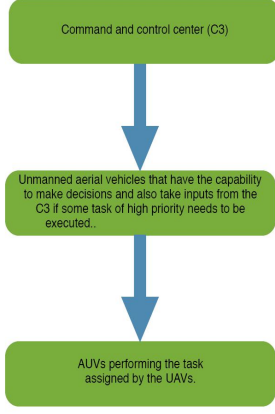 Command and control center (C3)
Unmanned aerial vehicles that have the capability
to make decisions and also take inputs from the
C3 if some task of high priority needs to be
executed..
AUVs performing the task
assigned by the UAVs.